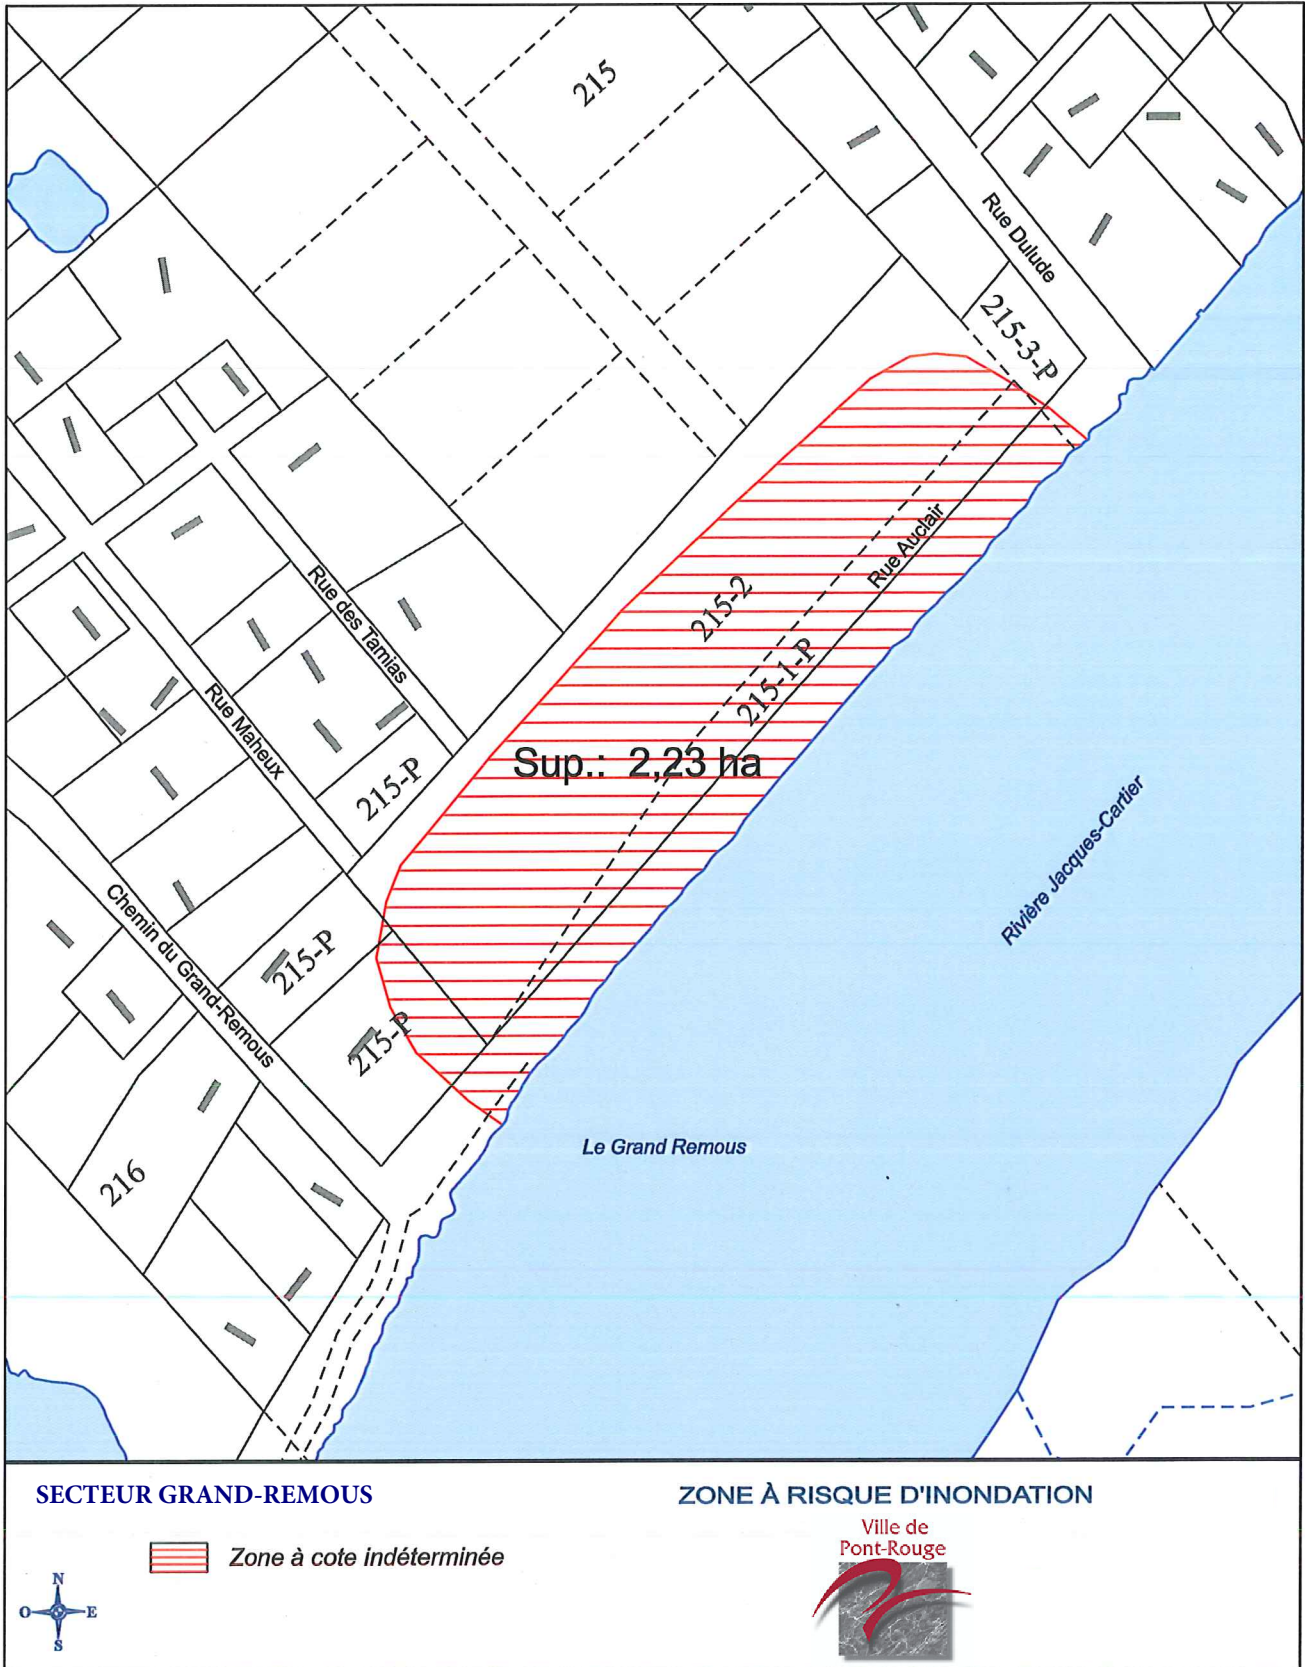 215
Rue Dulude
215-3-P
Rue Auclair
215-2
Rue des Tamias
215-1-P
Rue Maheux
Sup.: 2,23 ha
215-P
Rivière Jacques-Cartier
Chemin du Grand-Remous
215-P
215-P
Le Grand Remous
216
SECTEUR GRAND-REMOUS
ZONE À RISQUE D'INONDATION
Zone à cote indéterminée
Ville de
Pont-Rouge
N
O E
S